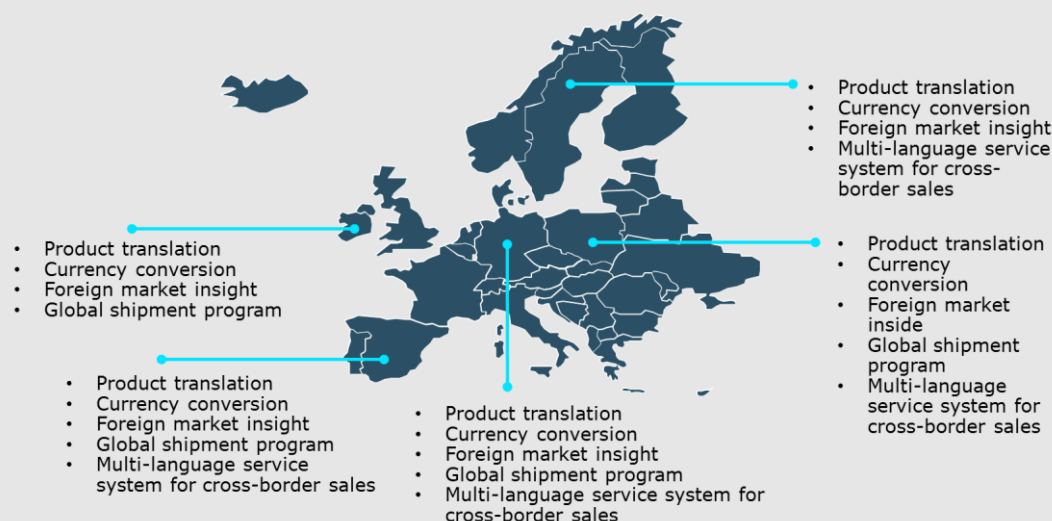 • Product translation
• Currency conversion
• Foreign market insight
• Multi-language service
system for cross-
border sales
• Product translation
• Currency conversion
• Foreign market insight
• Global shipment program
• Product translation
• Currency
conversion
• Foreign market
inside
• Global shipment
program
• Multi-language
service system for
cross-border sales
• Product translation
• Currency conversion
• Foreign market insight
• Global shipment program
• Multi-language service
system for cross-border sales
• Product translation
• Currency conversion
• Foreign market insight
• Global shipment program
• Multi-language service system for
cross-border sales